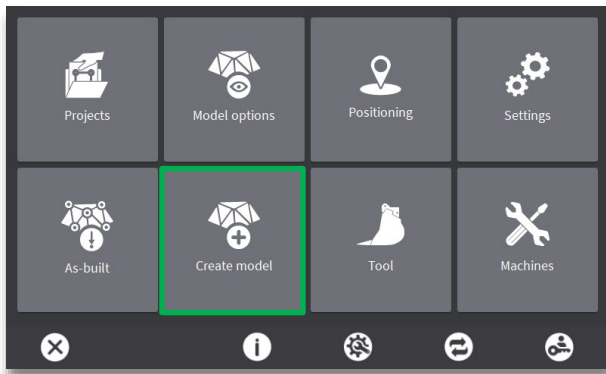 Projects
Model options
Positioning
Settings
As-built
Create model
Tool
Machines